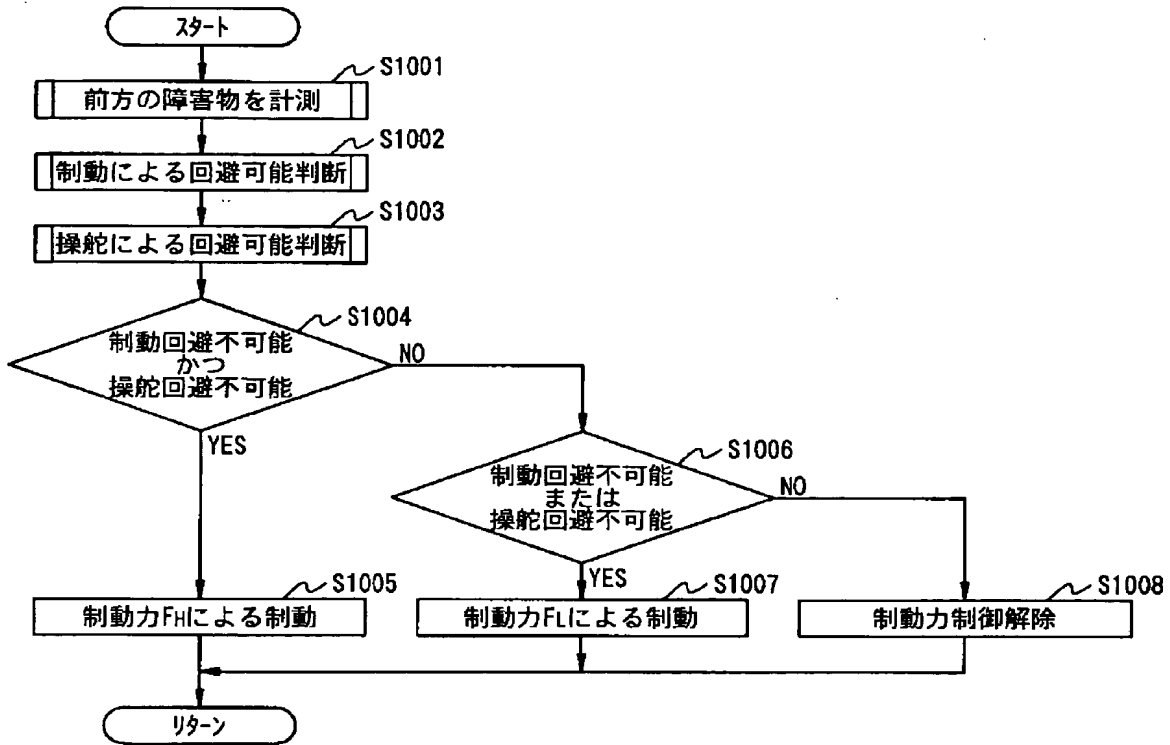 スタート
S1001
前方の障害物を計測
S1002
制動による回避可能判断
S1003
操舵による回避可能判断
S1004
制動回避不可能
かつ
操舵回避不可能
NO
YES
S1006
制動回避不可能
または
操舵回避不可能
NO
YES
S1005
制動力FHによる制動
S1007
制動力FLによる制動
S1008
制動力制御解除
リターン